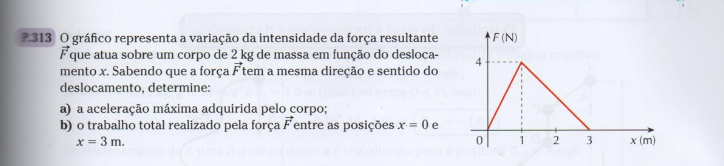 P.313 O gráfico representa a variação da intensidade da força resultante
F que atua sobre um corpo de 2 kg de massa em função do desloca-
mento x. Sabendo que a força F tem a mesma direção e sentido do
deslocamento, determine:
a) a aceleração máxima adquirida pelo corpo;
b) o trabalho total realizado pela força F entre as posições x = 0 e
x = 3 m.
F (N)
4
0 1 2 3 x (m)